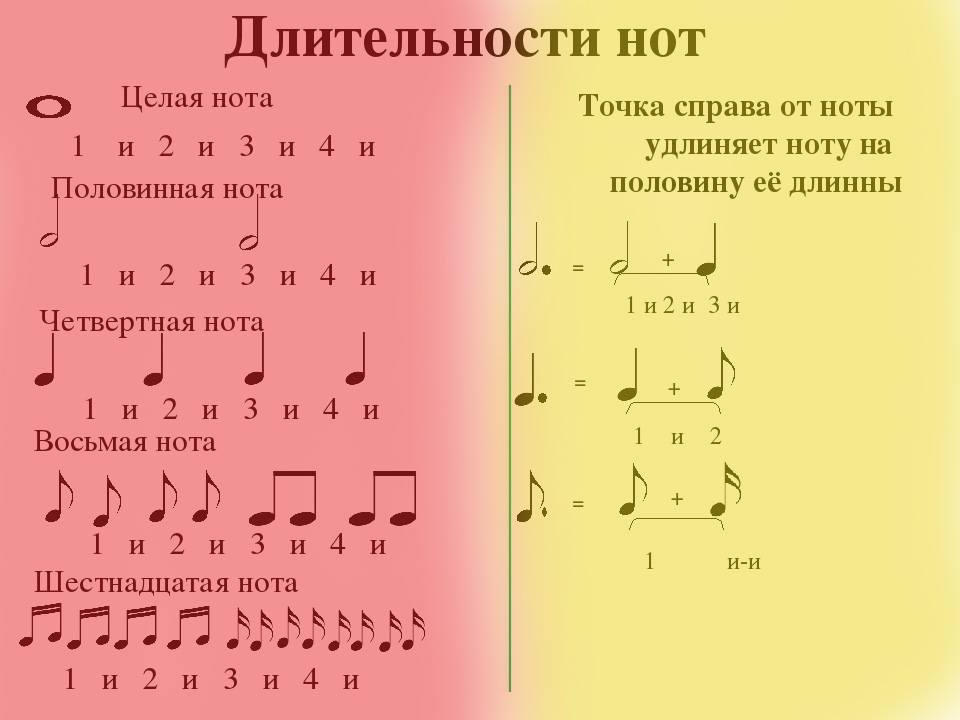 Длительности нот
Целая нота
1 и 2 и 3 и 4 и
Половинная нота
1 и 2 и 3 и 4 и
Четвертная нота
1 и 2 и 3 и 4 и
Восьмая нота
1 и 2 и 3 и 4 и
Шестнадцатая нота
1 и 2 и 3 и 4 и
Точка справа от ноты
удлиняет ноту на
половину её длинны
= +
1 и 2 и 3 и
= +
1 и 2
= +
1 и-и